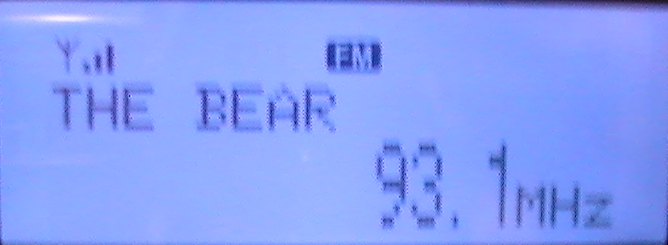 FM
THE BEAR
93.1MHz